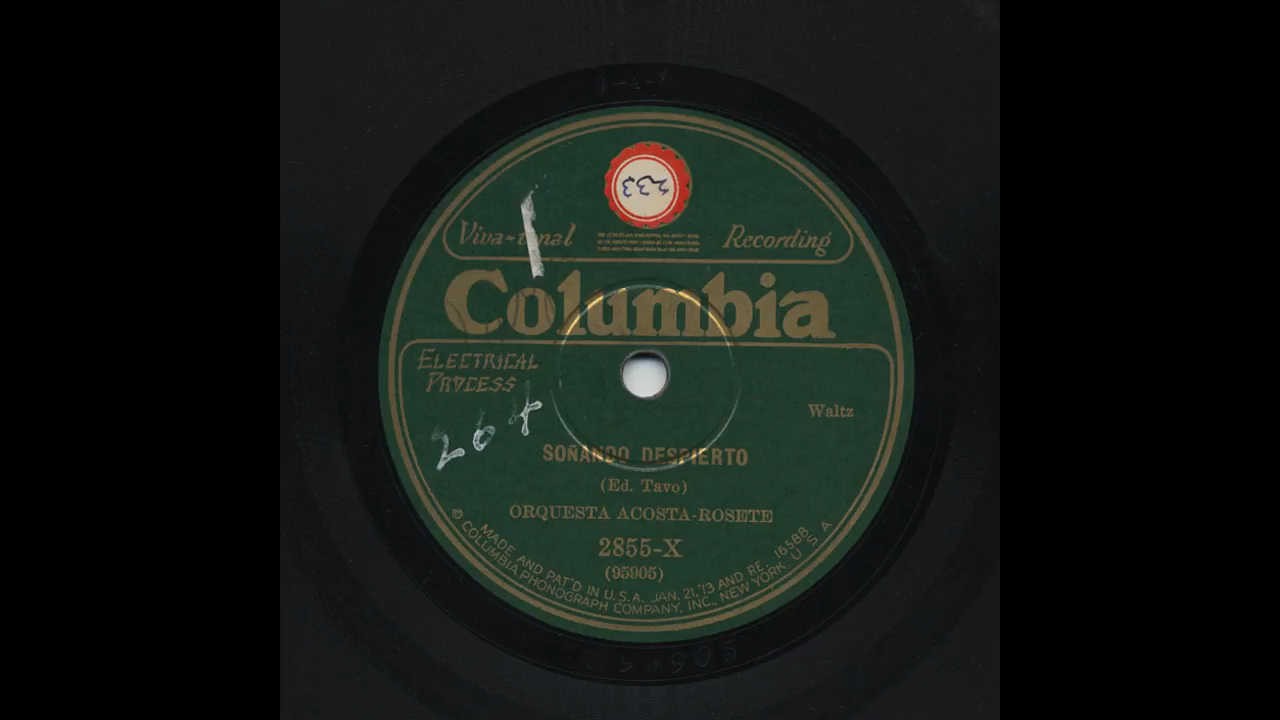 233
Viva-tonal Recording
Columbia
ELECTRICAL
PROCESS
Waltz
264
SOÑANDO DESPIERTO
(Ed. Tavo)
ORQUESTA ACOSTA-ROSETE
2855-X
(95905)
MADE AND PAT'D IN U.S.A. JAN. 21,'13 AND RE. 16588
© COLUMBIA PHONOGRAPH COMPANY, INC., NEW YORK, U S A